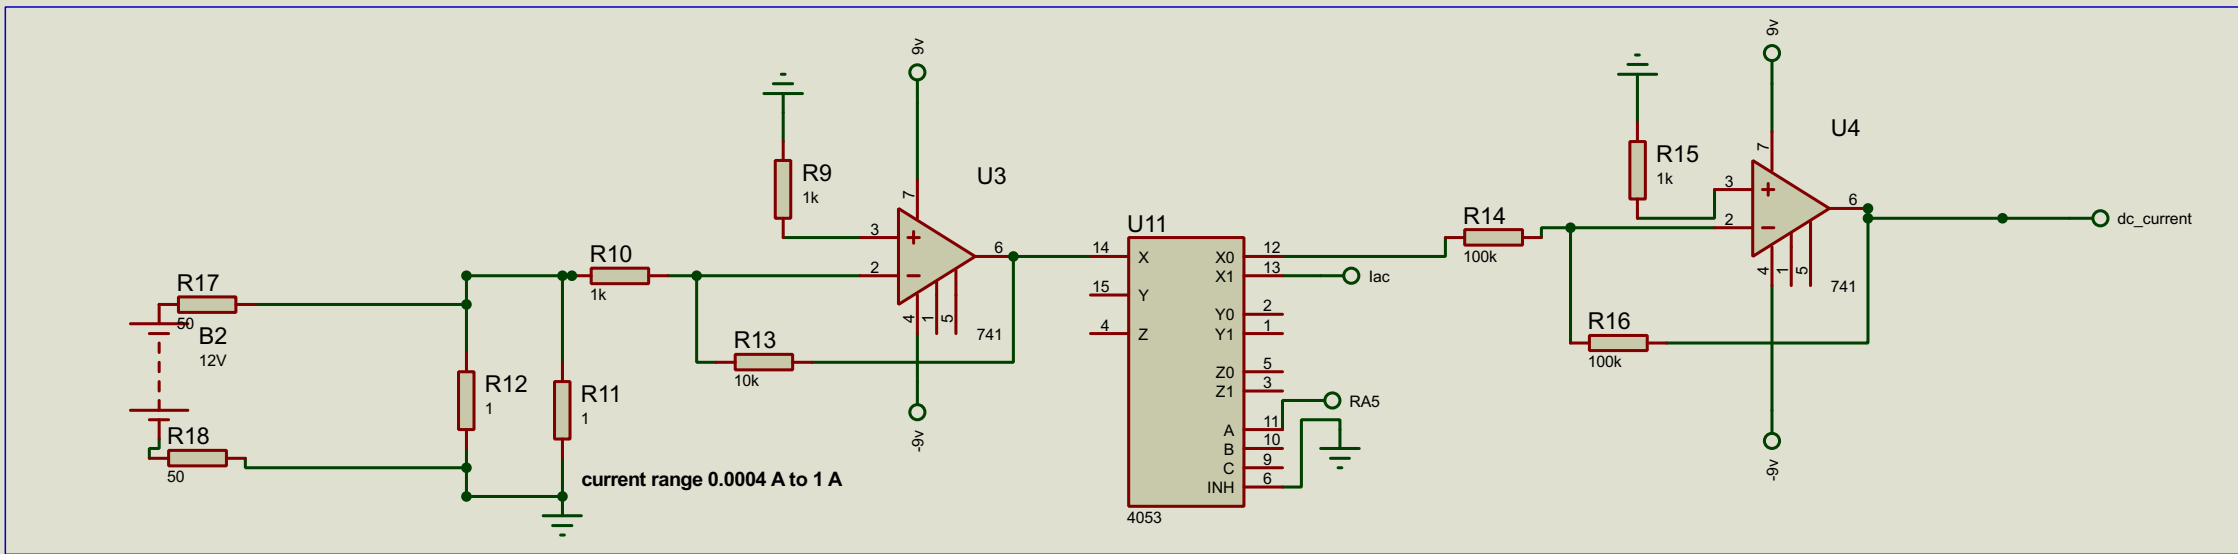 R17
50
B2
12V
R18
50
R12
1
R11
1
current range 0.0004 A to 1 A
R10
1k
R9
1k
R13
10k
9v
U3
7
3
+
2
−
6
4
1
5
741
-9v
U11
14
X
15
Y
4
Z
X0
12
X1
13
Iac
Y0
2
Y1
1
Z0
5
Z1
3
RA5
A
11
B
10
C
9
INH
6
4053
R14
100k
R15
1k
R16
100k
9v
U4
7
3
+
2
−
6
4
1
5
741
-9v
dc_current